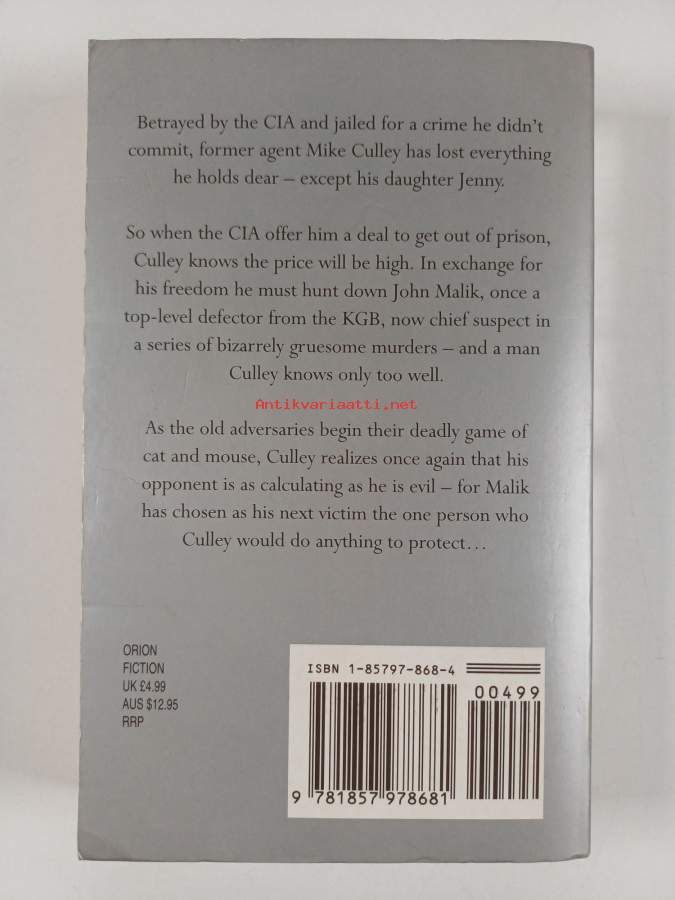 Betrayed by the CIA and jailed for a crime he didn't
commit, former agent Mike Culley has lost everything
he holds dear – except his daughter Jenny.
So when the CIA offer him a deal to get out of prison,
Culley knows the price will be high. In exchange for
his freedom he must hunt down John Malik, once a
top-level defector from the KGB, now chief suspect in
a series of bizarrely gruesome murders – and a man
Culley knows only too well.
Antikvariaatti.net
As the old adversaries begin their deadly game of
cat and mouse, Culley realizes once again that his
opponent is as calculating as he is evil – for Malik
has chosen as his next victim the one person who
Culley would do anything to protect…
ORION
FICTION
UK £4.99
AUS $12.95
RRP
ISBN 1-85797-868-4
00499
9 781857 978681